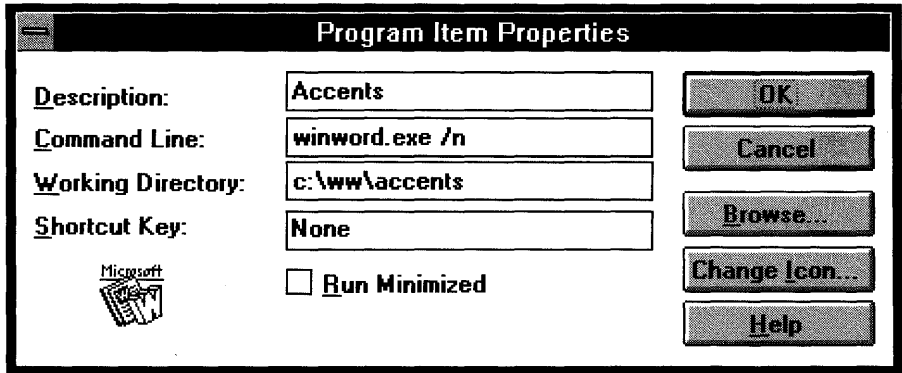 Program Item Properties
Description: Accents
Command Line: winword.exe /n
Working Directory: c:\ww\accents
Shortcut Key: None
Microsoft
W
Run Minimized
OK
Cancel
Browse...
Change Icon...
Help